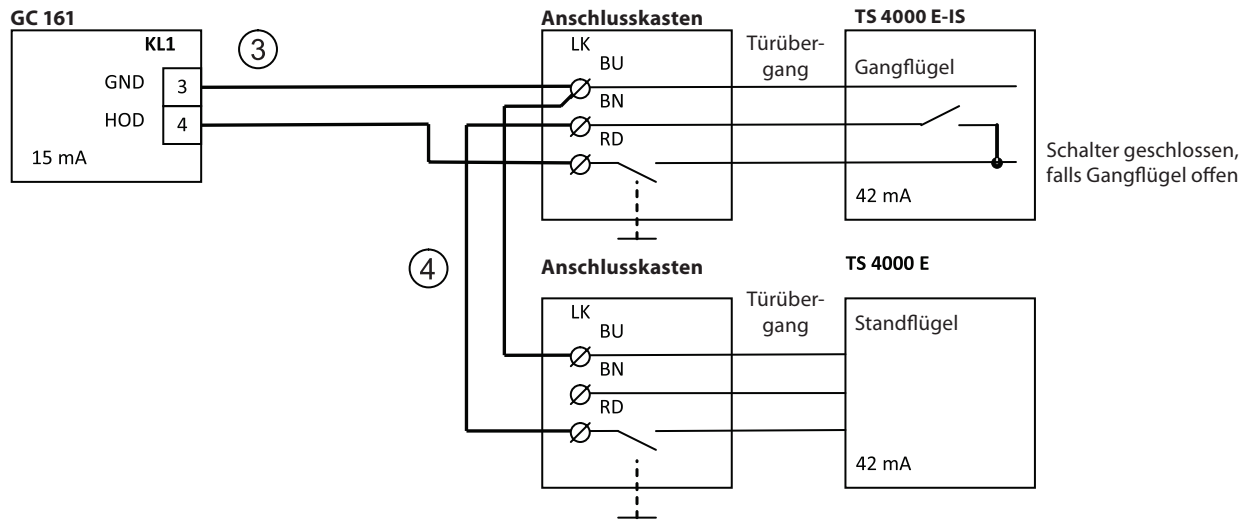 GC 161
KL1
GND 3
HOD 4
15 mA
3
Anschlusskasten
LK
BU
BN
RD
Türüber-
gang
TS 4000 E-IS
Gangflügel
42 mA
Schalter geschlossen,
falls Gangflügel offen
4
Anschlusskasten
LK
BU
BN
RD
Türüber-
gang
TS 4000 E
Standflügel
42 mA